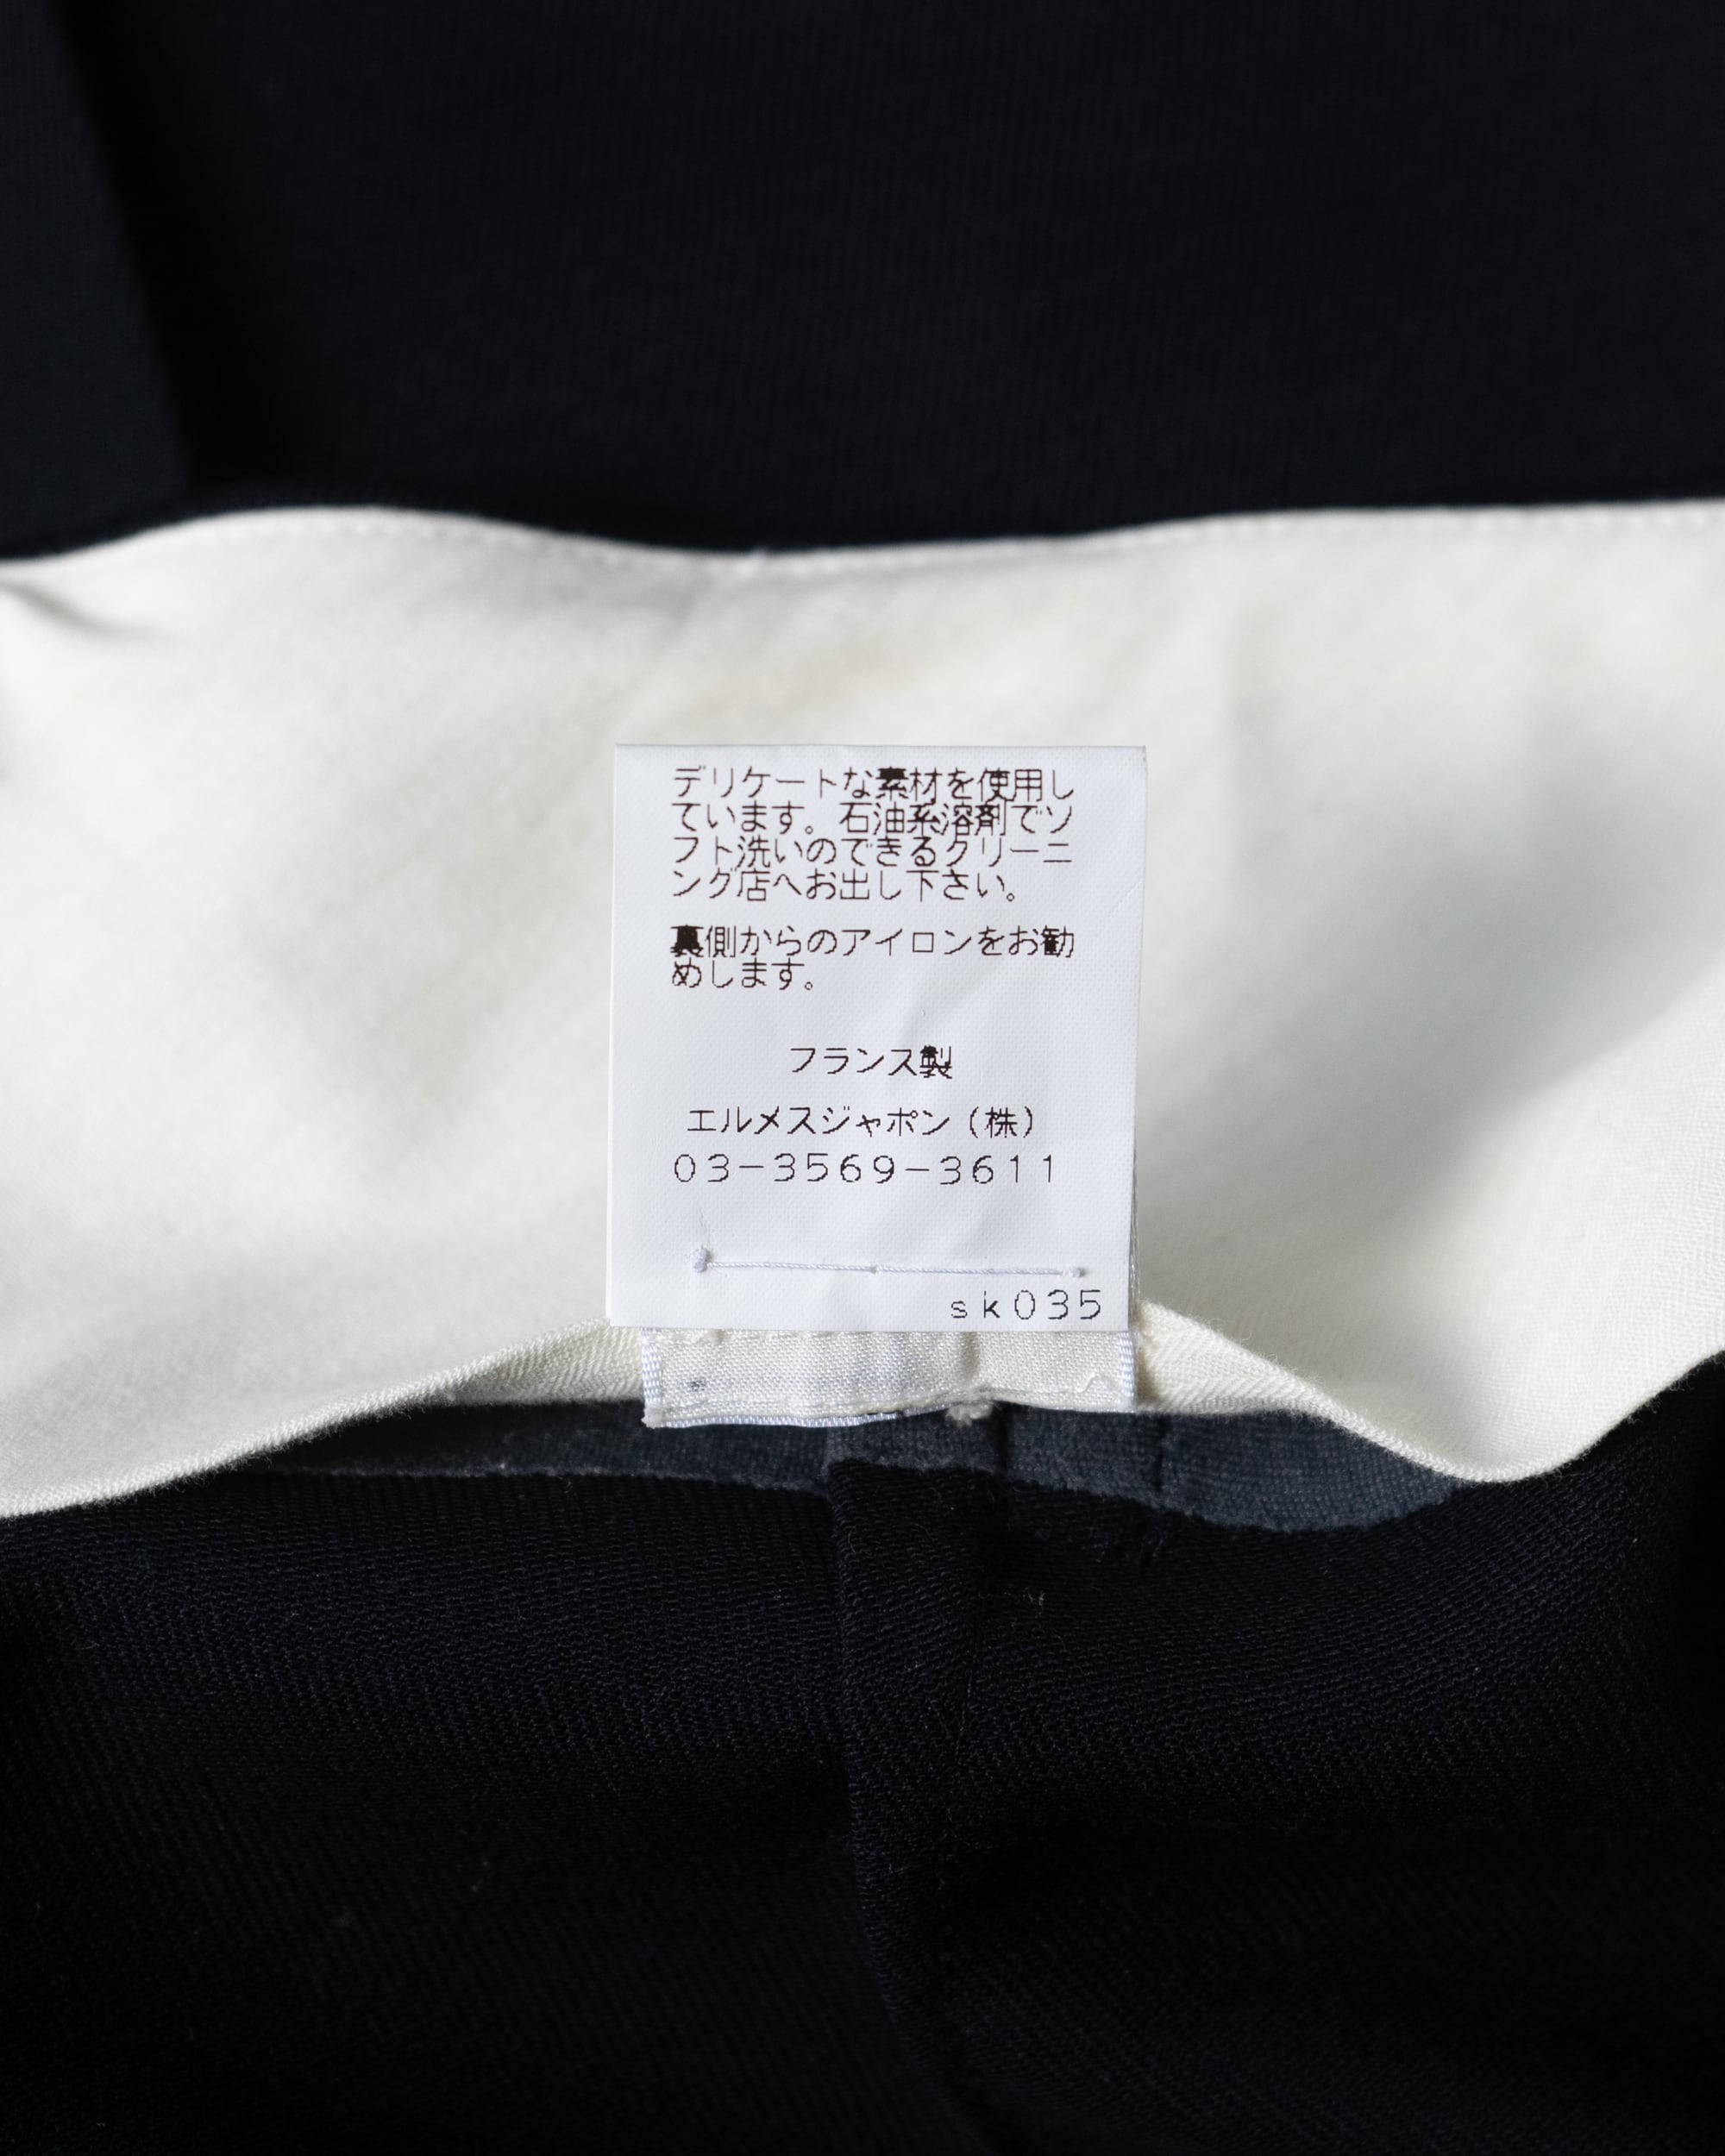 デリケートな素材を使用し
ています。石油系溶剤でソ
フト洗いのできるクリーニ
ング店へお出し下さい。
裏側からのアイロンをお勧
めします。
フランス製
エルメスジャポン（株）
03-3569-3611
sk035